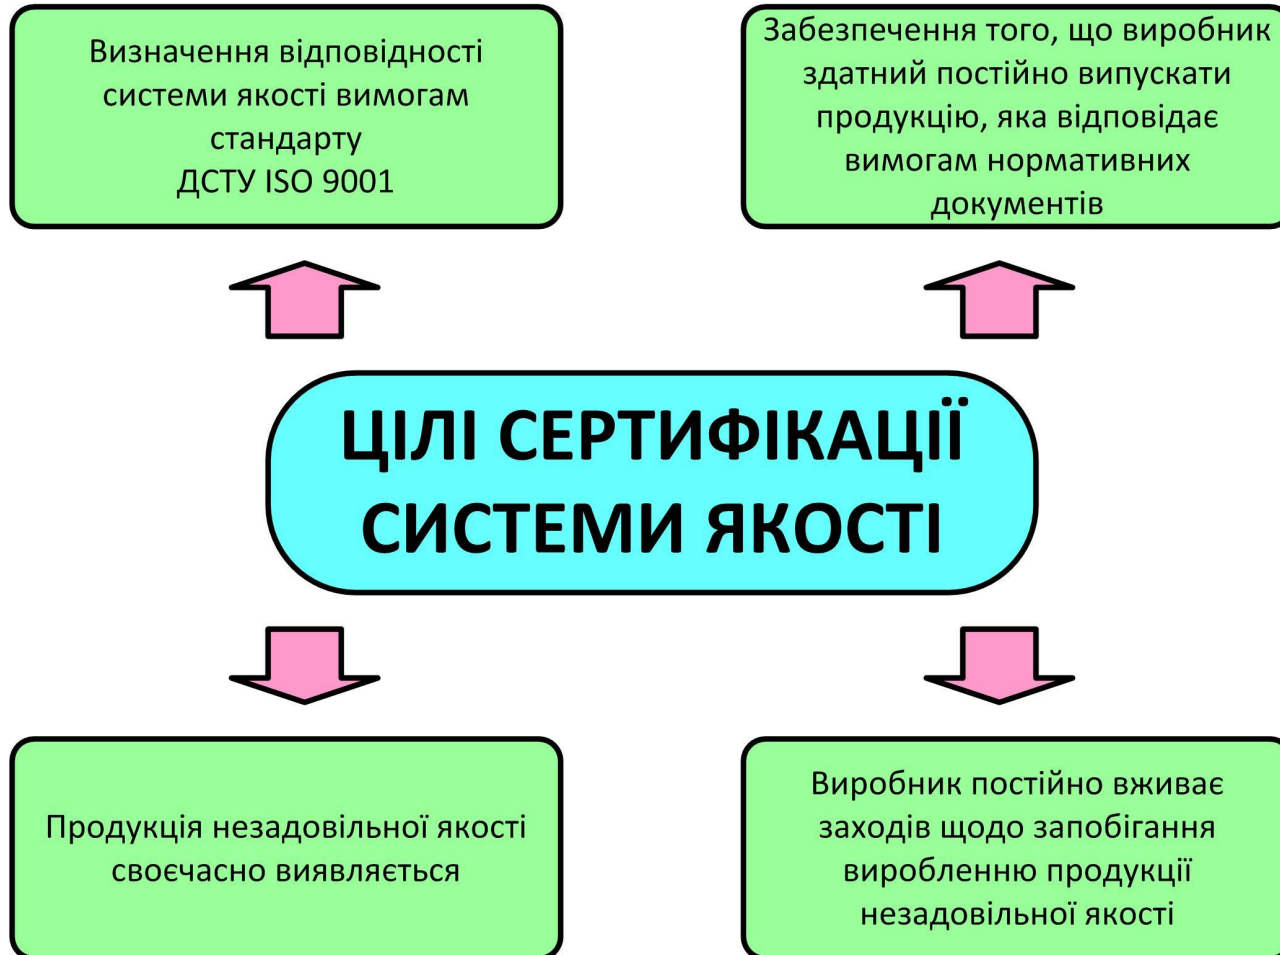 Визначення відповідності
системи якості вимогам
стандарту
ДСТУ ISO 9001
Забезпечення того, що виробник
здатний постійно випускати
продукцію, яка відповідає
вимогам нормативних
документів
ЦІЛІ СЕРТИФІКАЦІЇ
СИСТЕМИ ЯКОСТІ
Продукція незадовільної якості
своєчасно виявляється
Виробник постійно вживає
заходів щодо запобігання
виробленню продукції
незадовільної якості